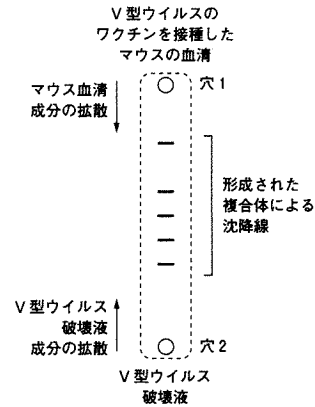 V型ウイルスの
ワクチンを接種した
マウスの血清
穴1
マウス血清
成分の拡散
形成された
複合体による
沈降線
V型ウイルス
破壊液
成分の拡散
穴2
V型ウイルス
破壊液